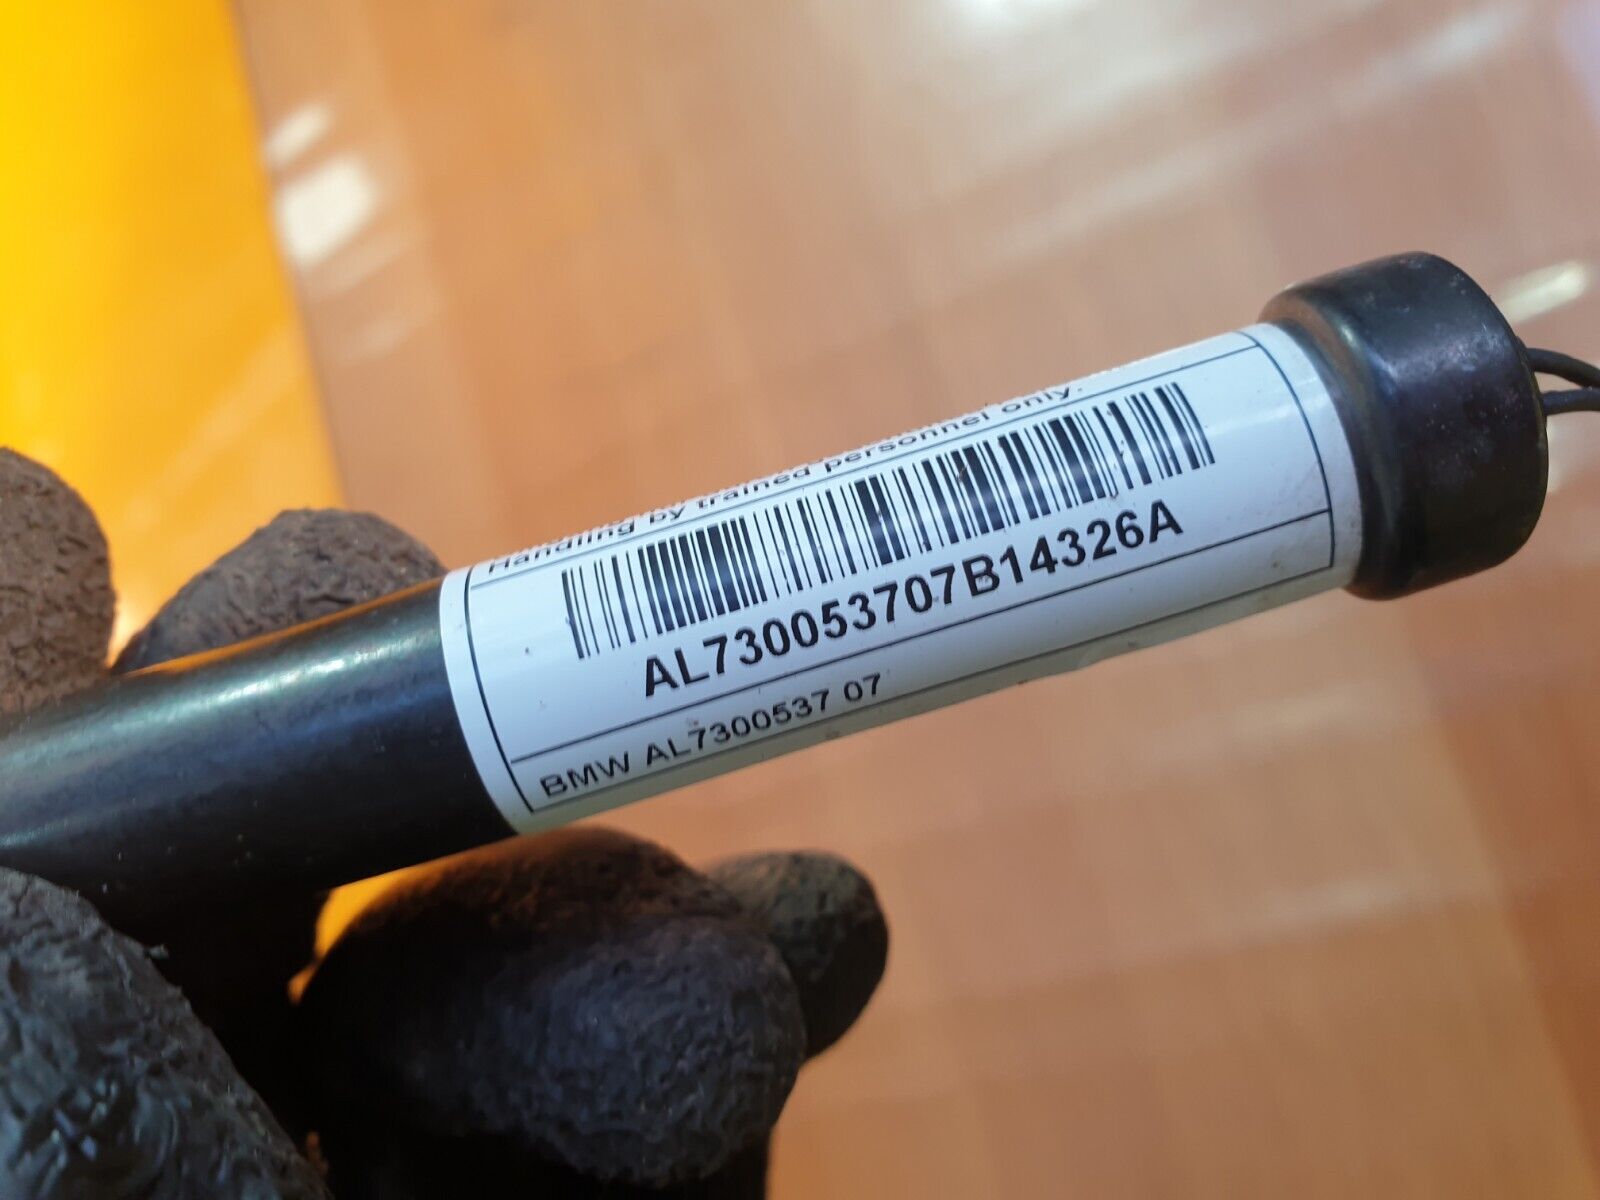 Handling by trained personnel only.
AL730053707B14326A
BMW AL7300537 07